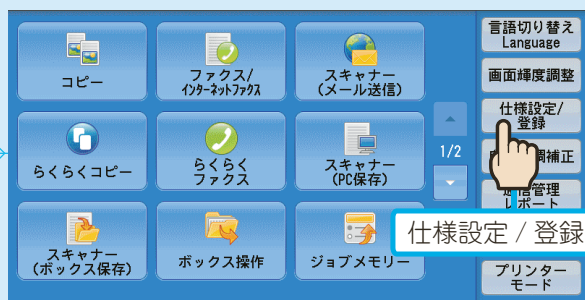 コピー
ファクス/
インターネットファクス
スキャナー
(メール送信)
らくらくコピー
らくらく
ファクス
スキャナー
(PC保存)
スキャナー
(ボックス保存)
ボックス操作
ジョブメモリー
1/2
言語切り替え
Language
画面輝度調整
仕様設定/
登録
調補正
管理
レポート
仕様設定 / 登録
プリンター
モード